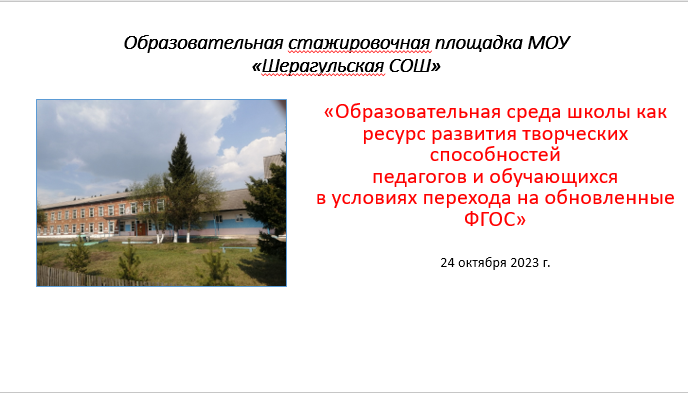 Образовательная стажировочная площадка МОУ
«Шерагульская СОШ»
«Образовательная среда школы как
ресурс развития творческих
способностей
педагогов и обучающихся
в условиях перехода на обновленные
ФГОС»
24 октября 2023 г.